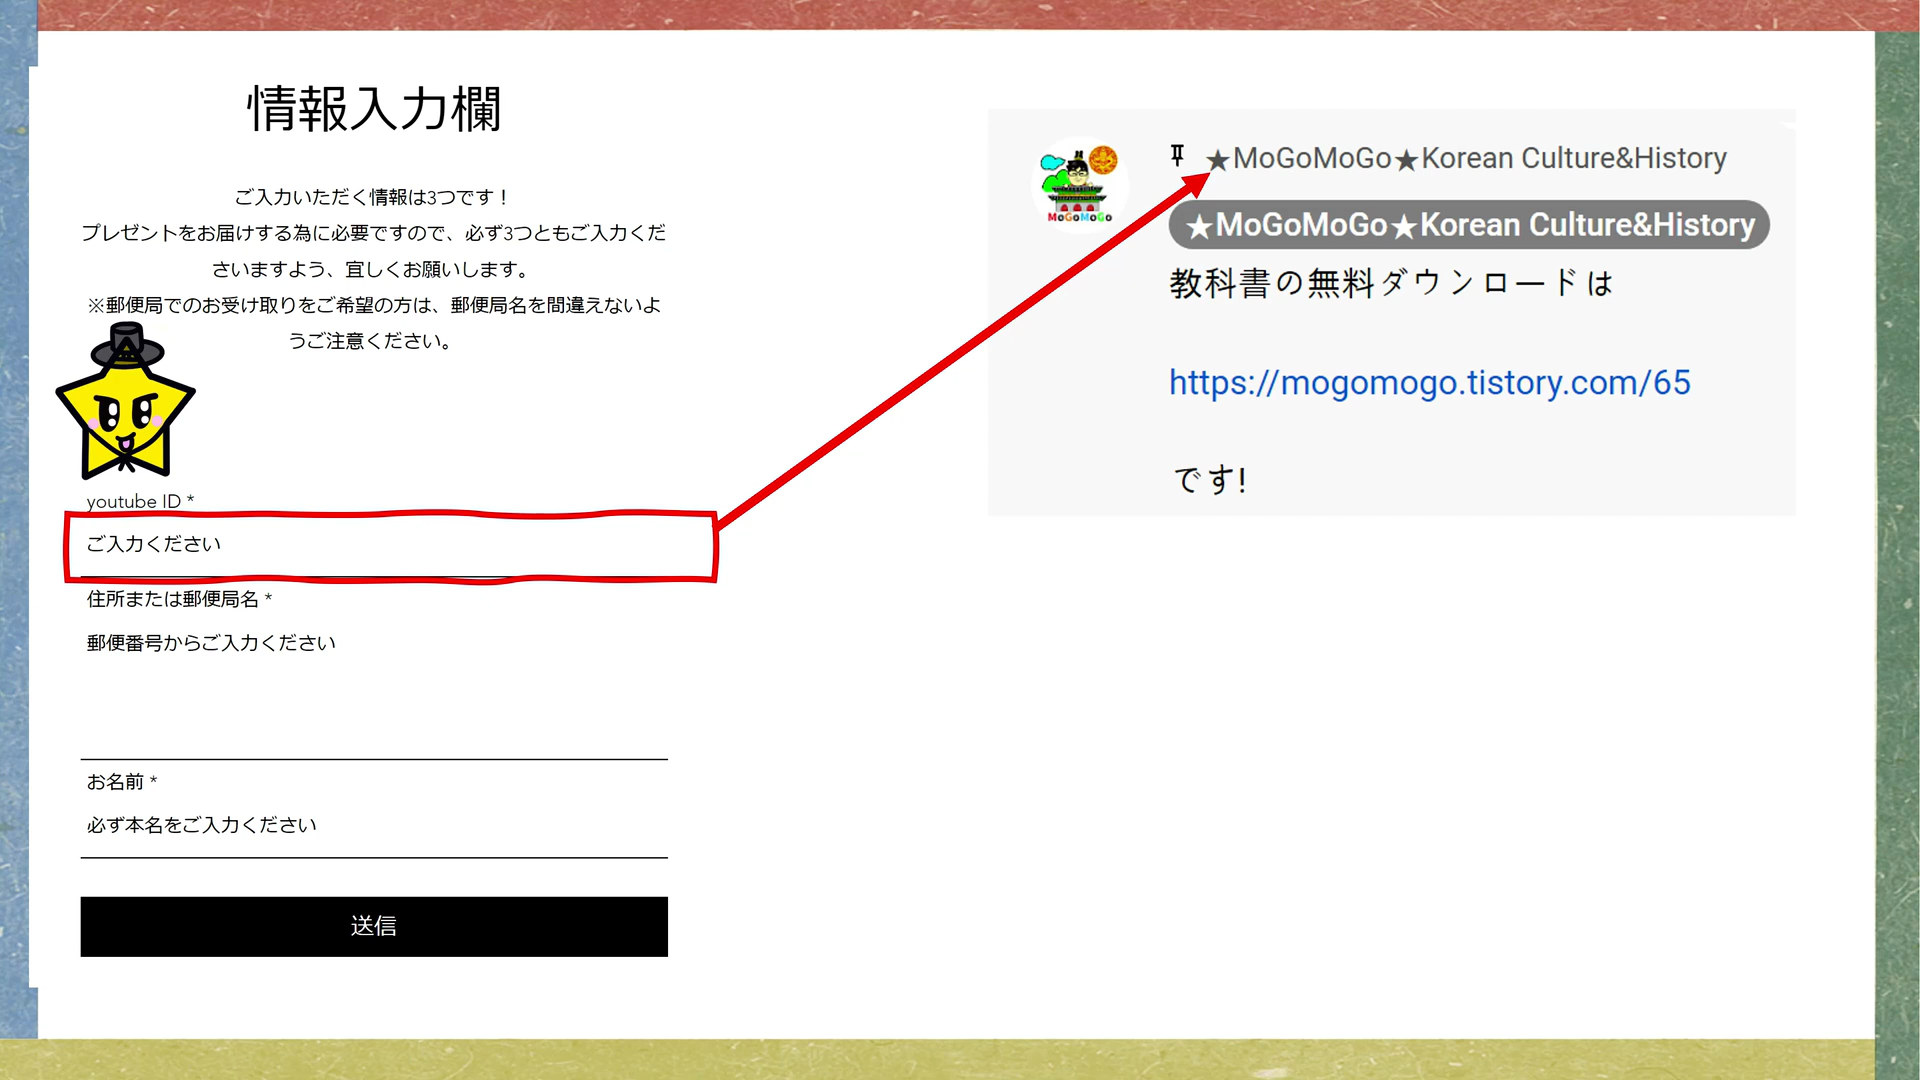 情報入力欄
ご入力いただく情報は3つです！
プレゼントをお届けする為に必要ですので、必ず3つともご入力くだ
さいますよう、宜しくお願いします。
※郵便局でのお受け取りをご希望の方は、郵便局名を間違えないよ
うご注意ください。
youtube ID *
ご入力ください
住所または郵便局名 *
郵便番号からご入力ください
お名前 *
必ず本名をご入力ください
送信
MoGoMoGo
★MoGoMoGo★Korean Culture&History
★MoGoMoGo★Korean Culture&History
教科書の無料ダウンロードは
https://mogomogo.tistory.com/65
です!